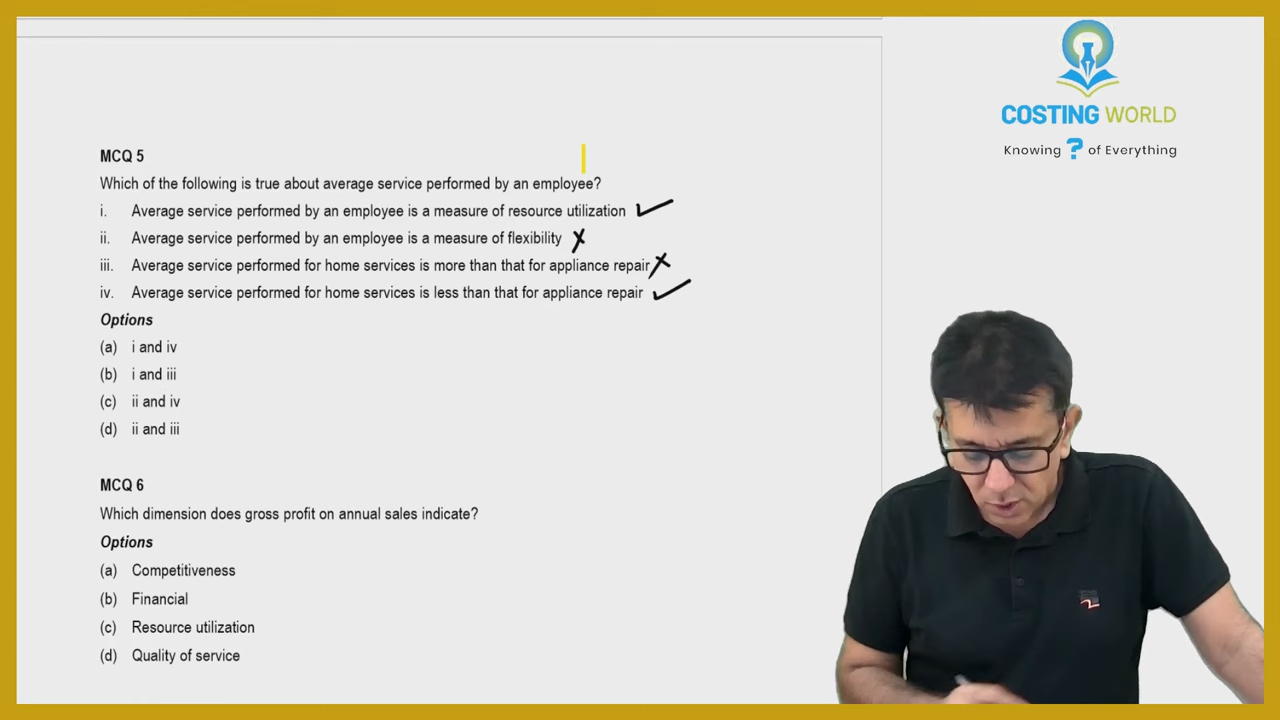 COSTING WORLD
Knowing ? of Everything
MCQ 5
Which of the following is true about average service performed by an employee?
i. Average service performed by an employee is a measure of resource utilization
ii. Average service performed by an employee is a measure of flexibility
iii. Average service performed for home services is more than that for appliance repair
iv. Average service performed for home services is less than that for appliance repair
Options
(a) i and iv
(b) i and iii
(c) ii and iv
(d) ii and iii
MCQ 6
Which dimension does gross profit on annual sales indicate?
Options
(a) Competitiveness
(b) Financial
(c) Resource utilization
(d) Quality of service